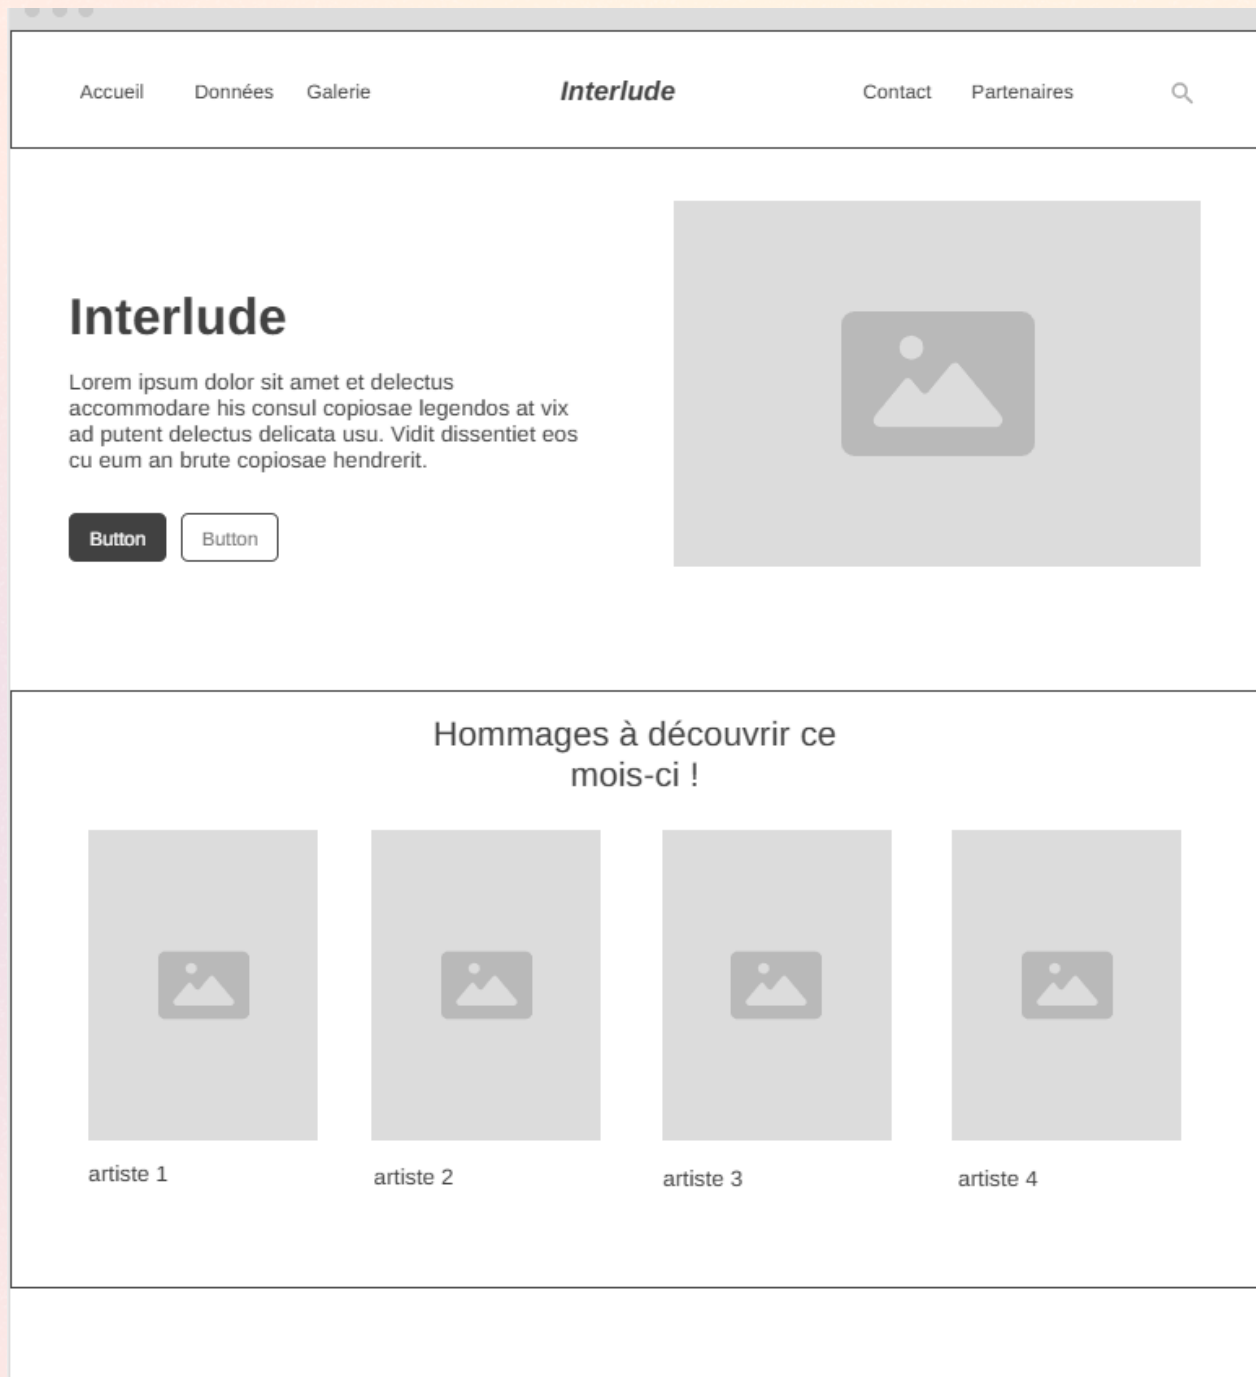 Accueil Données Galerie Interlude Contact Partenaires
Interlude
Lorem ipsum dolor sit amet et delectus
accommodare his consul copiosae legendos at vix
ad putent delectus delicata usu. Vidit dissentiet eos
cu eum an brute copiosae hendrerit.
Button Button
Hommages à découvrir ce
mois-ci !
artiste 1 artiste 2 artiste 3 artiste 4